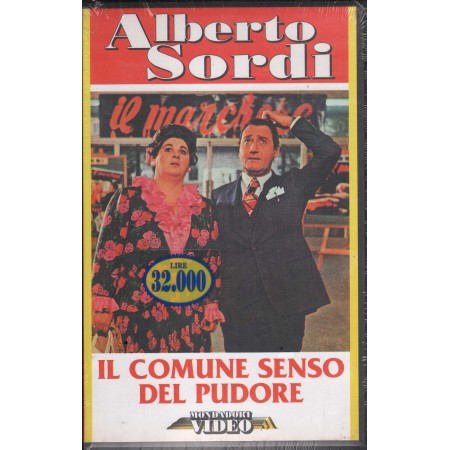 Alberto
Sordi
il marchese
LIRE
32.000
IL COMUNE SENSO
DEL PUDORE
MONDADORI
VIDEO